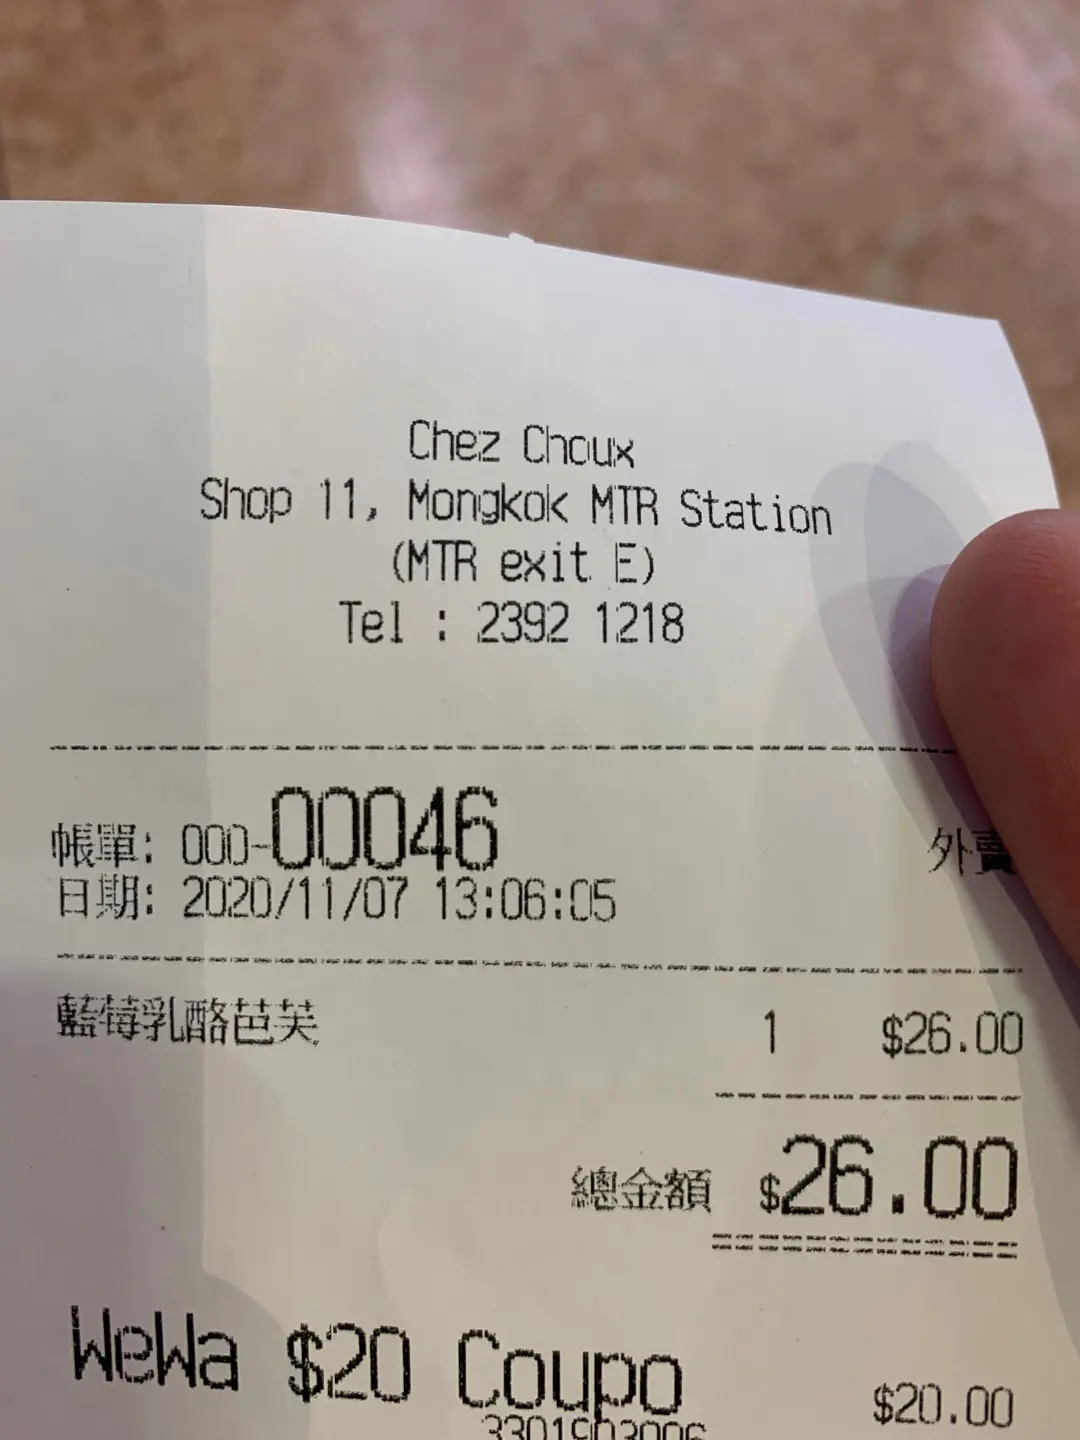 Chez Choux
Shop 11, Mongkok MTR Station
(MTR exit E)
Tel : 2392 1218
帳單: 000-00046 外賣
日期: 2020/11/07 13:06:05
藍莓乳酪芭芙 1 $26.00
總金額 $26.00
WeWa $20 Coupo $20.00